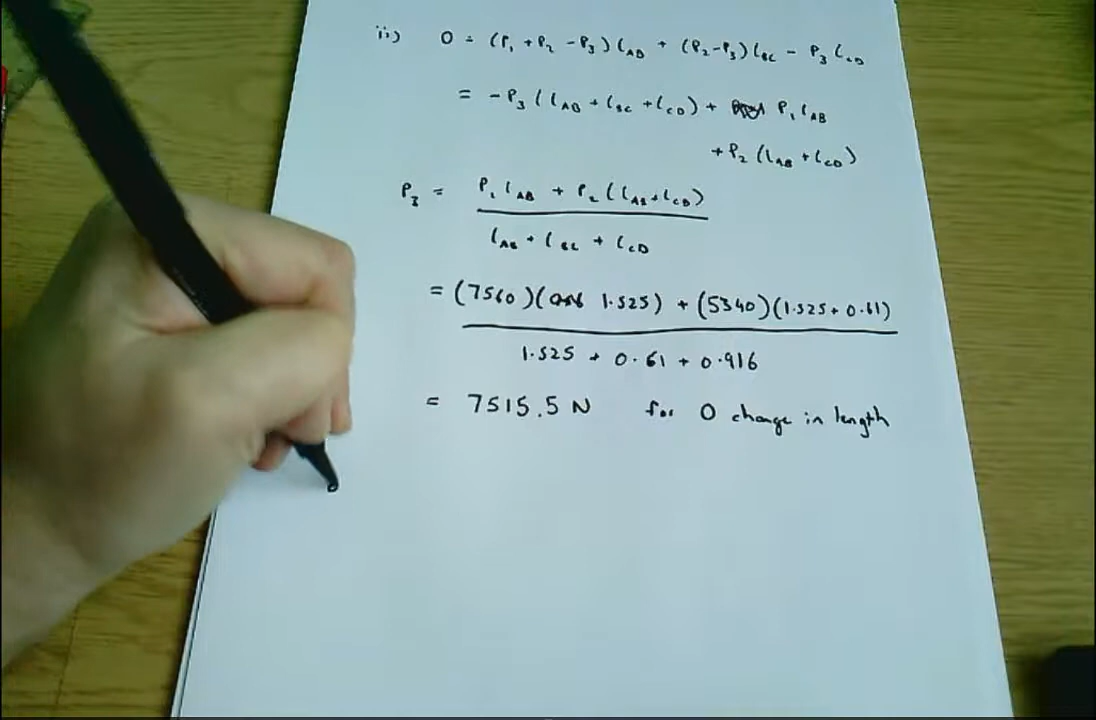 ii) 0 = (P₁ + P₂ - P₃) L_AB + (P₂ - P₃) L_BC - P₃ L_CD
= - P₃ (L_AB + L_BC + L_CD) + P₁ L_AB
+ P₂ (L_AB + L_CD)
P₃ = P₁ L_AB + P₂ (L_AB + L_CD)
L_AB + L_BC + L_CD
= (7560)( 1.525) + (5340)(1.525 + 0.61)
1.525 + 0.61 + 0.916
= 7515.5 N for 0 change in length